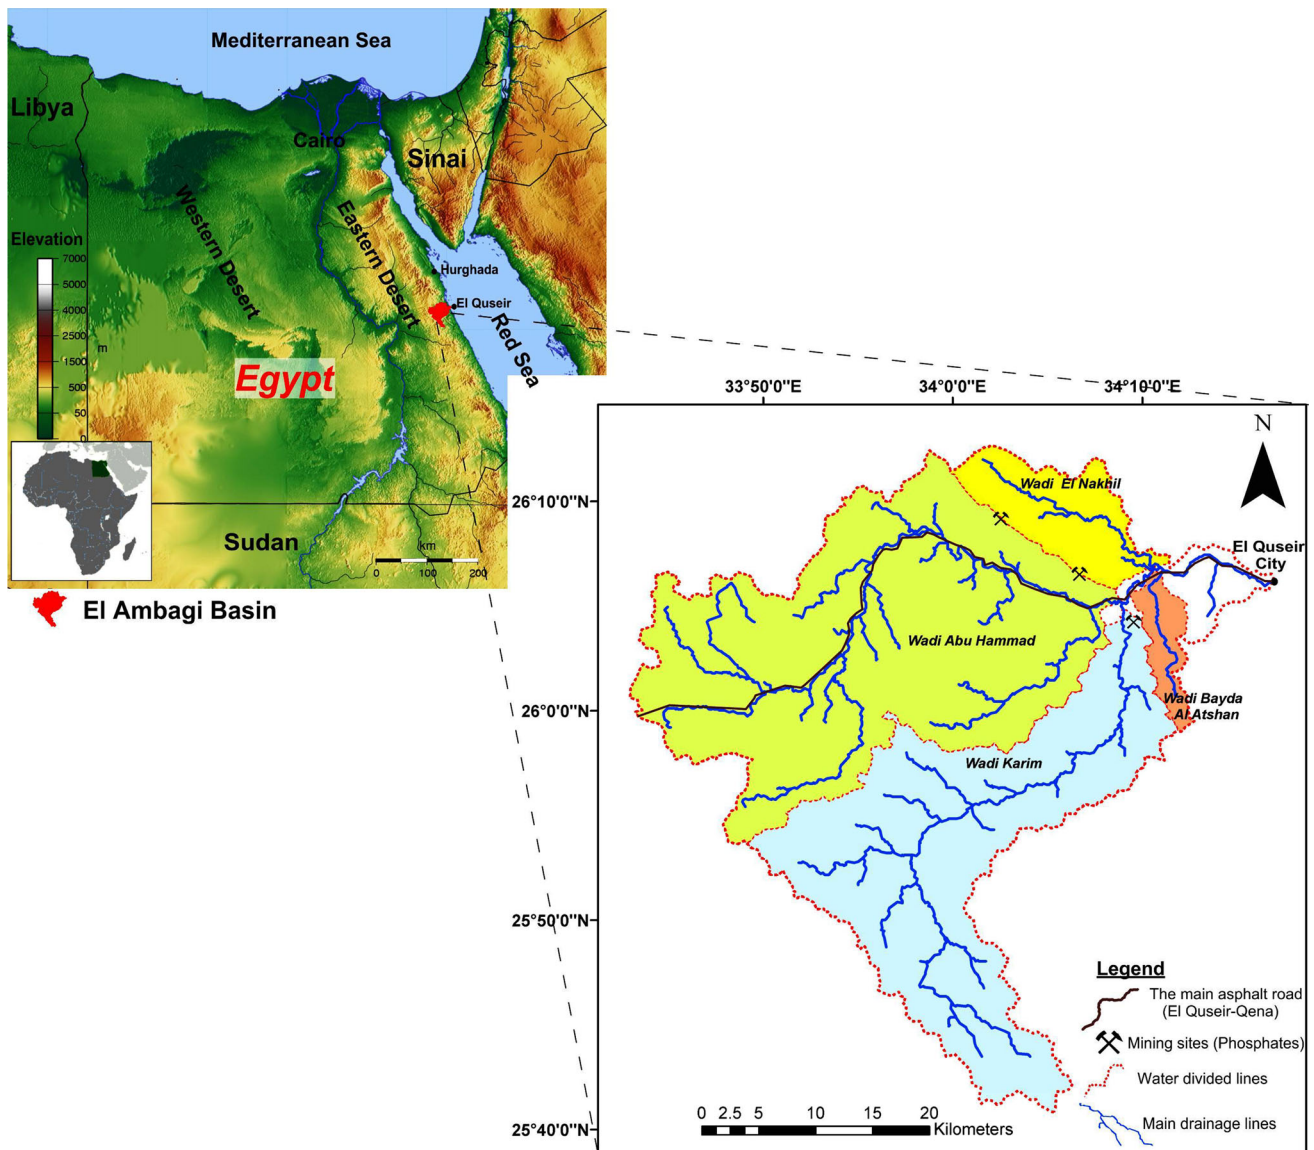 Mediterranean Sea
Libya
Cairo
Sinai
Western Desert
Eastern Desert
Elevation
7000
5000
4000
2500
1500
500
50
0
m
Hurghada
El Quseir
Red Sea
Egypt
Sudan
km
0 100 200
El Ambagi Basin
33°50'0"E 34°0'0"E 34°10'0"E
26°10'0"N
26°0'0"N
25°50'0"N
25°40'0"N
N
Wadi El Nakhil
El Quseir
City
Wadi Abu Hammad
Wadi Bayda
Al Atshan
Wadi Karim
Legend
The main asphalt road
(El Quseir-Qena)
Mining sites (Phosphates)
Water divided lines
Main drainage lines
0 2.5 5 10 15 20
Kilometers